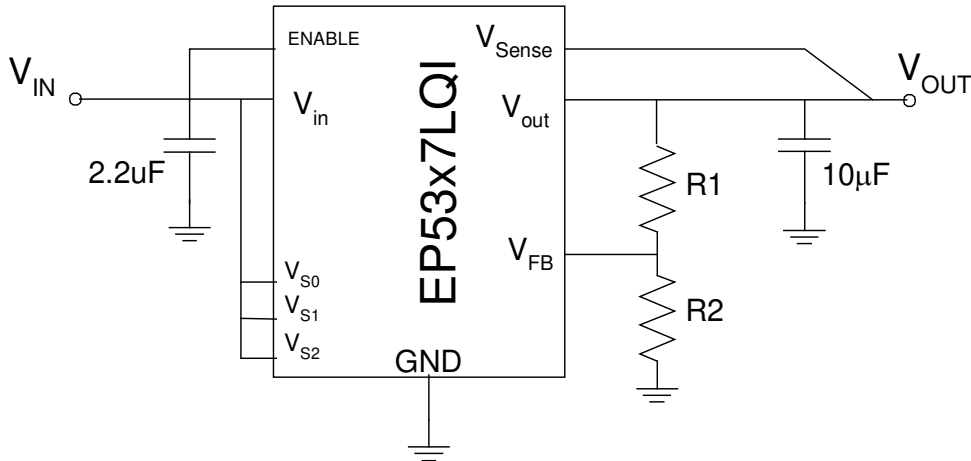 ENABLE
V_Sense
V_IN
V_in
V_out
V_OUT
2.2uF
EP53x7LQI
R1
10μF
V_FB
V_S0
V_S1
R2
V_S2
GND